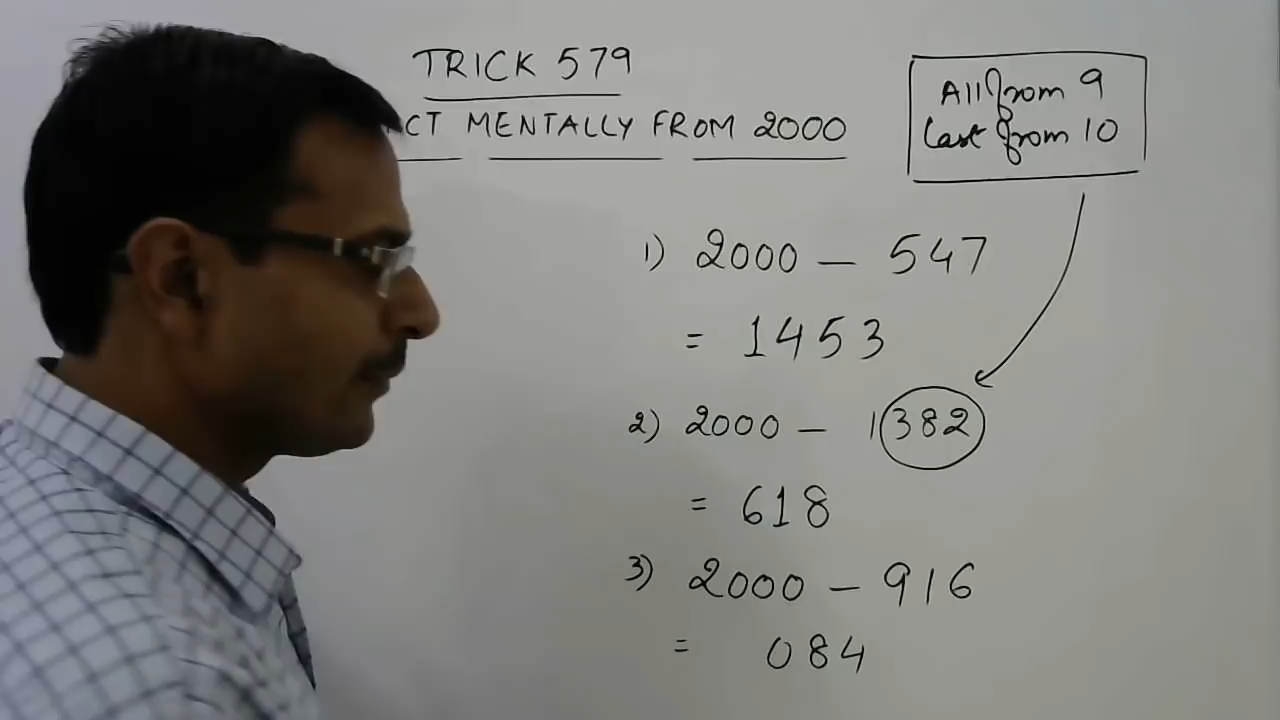 TRICK 579
ACT MENTALLY FROM 2000
All from 9
Last from 10
1) 2000 — 547
= 1453
2) 2000 — 1382
= 618
3) 2000 — 916
= 084